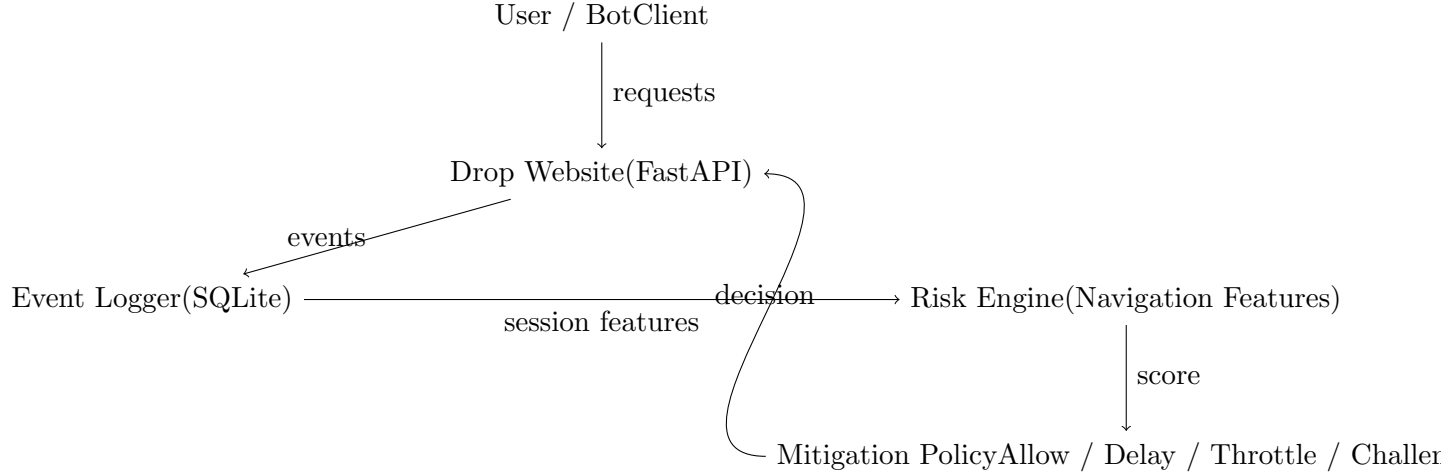 User / BotClient
requests
Drop Website(FastAPI)
events
Event Logger(SQLite)
decision
Risk Engine(Navigation Features)
session features
score
Mitigation PolicyAllow / Delay / Throttle /